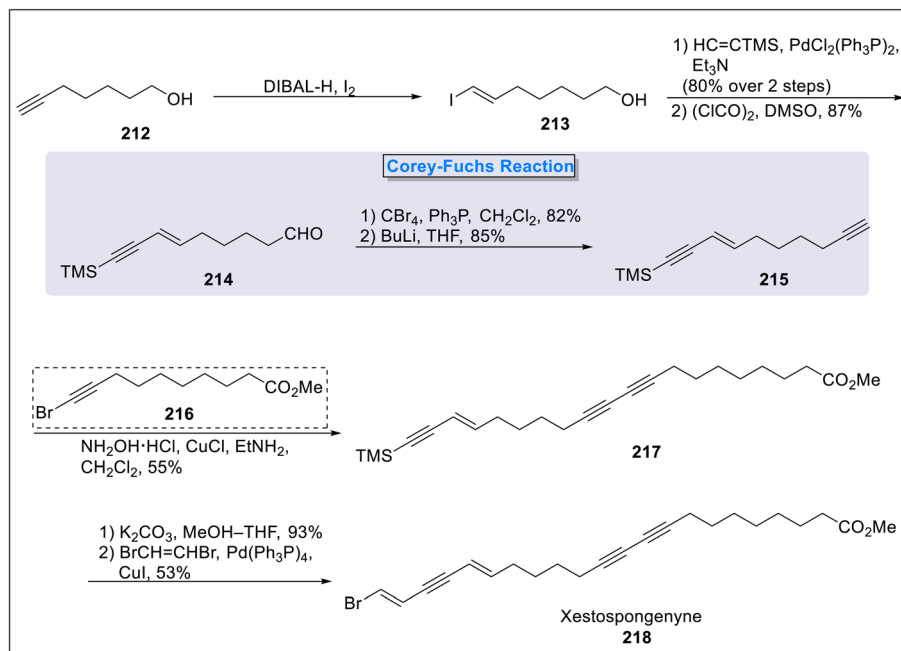 1) HC=CTMS, PdCl₂(Ph₃P)₂,
Et₃N
(80% over 2 steps)
2) (ClCO)₂, DMSO, 87%
OH
212
DIBAL-H, I₂
I
OH
213
Corey-Fuchs Reaction
TMS
CHO
214
1) CBr₄, Ph₃P, CH₂Cl₂, 82%
2) BuLi, THF, 85%
TMS
215
Br
CO₂Me
216
NH₂OH·HCl, CuCl, EtNH₂,
CH₂Cl₂, 55%
TMS
CO₂Me
217
1) K₂CO₃, MeOH–THF, 93%
2) BrCH=CHBr, Pd(Ph₃P)₄,
CuI, 53%
Br
CO₂Me
Xestospongenyne
218